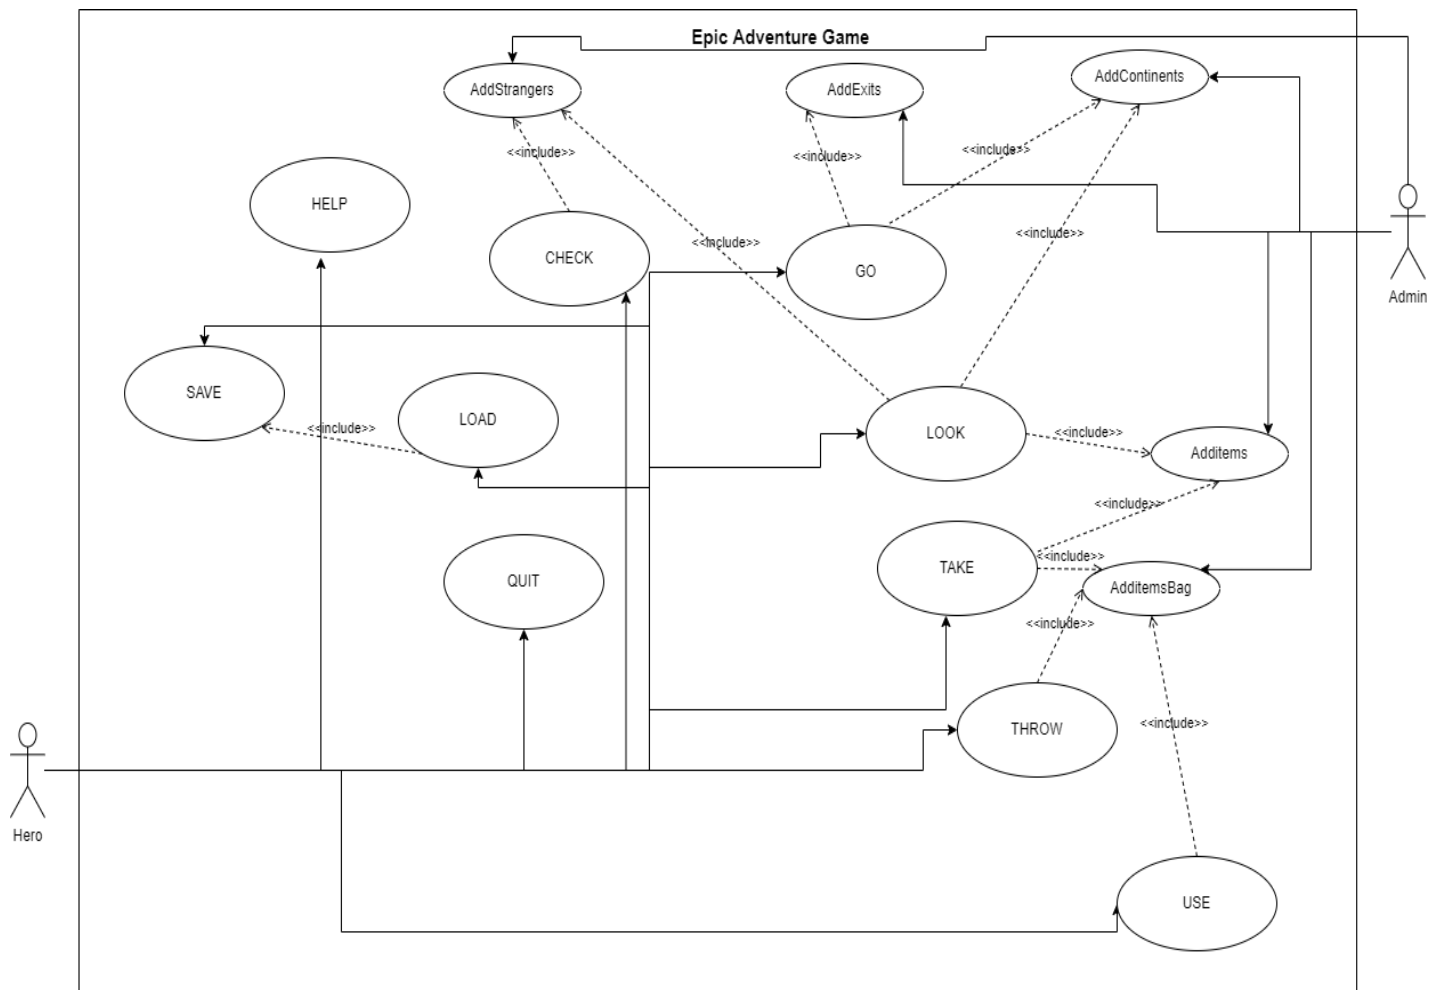 Epic Adventure Game
AddContinents
AddStrangers
AddExits
<<include>>
<<include>>
<<include>>
HELP
<<include>>
<<include>>
CHECK
GO
Admin
SAVE
LOAD
<<include>>
LOOK
<<include>>
Additems
<<include>>
<<include>>
TAKE
QUIT
AdditemsBag
<<include>>
<<include>>
THROW
Hero
USE